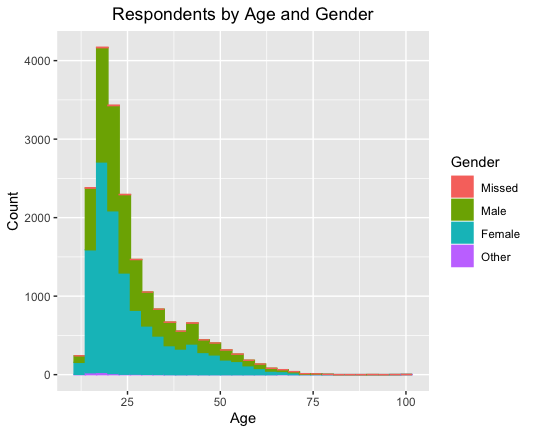 Respondents by Age and Gender
4000
3000
2000
1000
0
Count
25
50
75
100
Age
Gender
Missed
Male
Female
Other